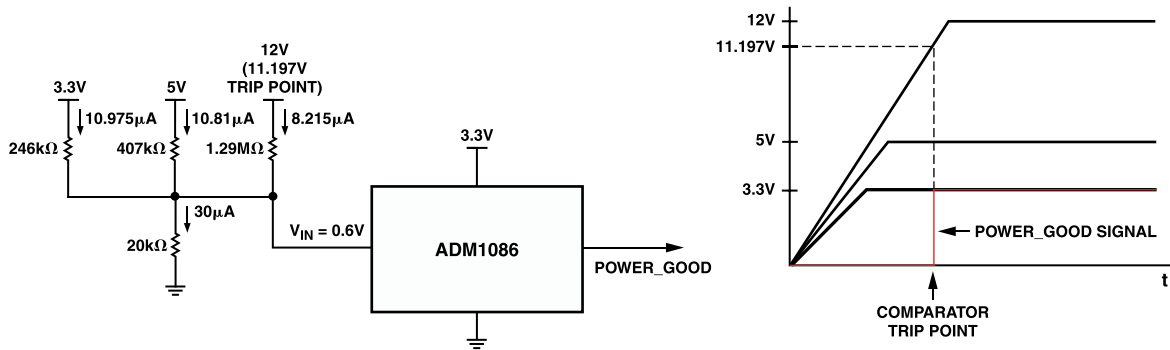 12V
(11.197V
TRIP POINT)
3.3V
5V
10.975μA
10.81μA
8.215μA
246kΩ
407kΩ
1.29MΩ
30μA
20kΩ
V_IN = 0.6V
3.3V
ADM1086
POWER_GOOD
12V
11.197V
5V
3.3V
POWER_GOOD SIGNAL
t
COMPARATOR
TRIP POINT